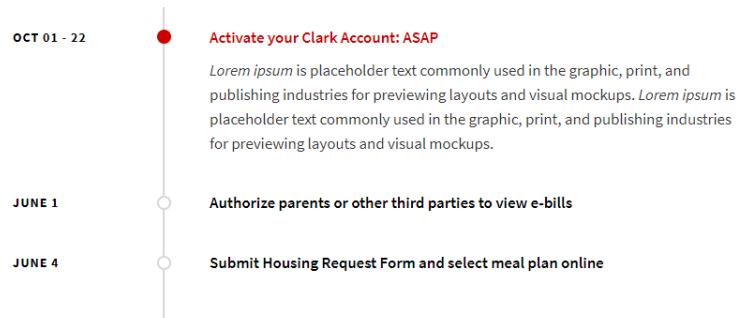 OCT 01 - 22
Activate your Clark Account: ASAP
Lorem ipsum is placeholder text commonly used in the graphic, print, and
publishing industries for previewing layouts and visual mockups. Lorem ipsum is
placeholder text commonly used in the graphic, print, and publishing industries
for previewing layouts and visual mockups.
JUNE 1
Authorize parents or other third parties to view e-bills
JUNE 4
Submit Housing Request Form and select meal plan online